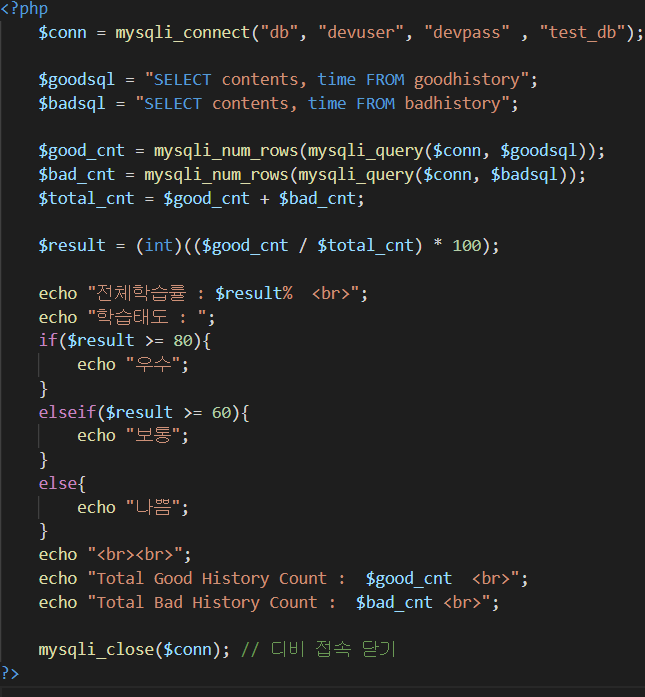 <?php
    $conn = mysqli_connect("db", "devuser", "devpass" , "test_db");

    $goodsql = "SELECT contents, time FROM goodhistory";
    $badsql = "SELECT contents, time FROM badhistory";

    $good_cnt = mysqli_num_rows(mysqli_query($conn, $goodsql));
    $bad_cnt = mysqli_num_rows(mysqli_query($conn, $badsql));
    $total_cnt = $good_cnt + $bad_cnt;

    $result = (int)(($good_cnt / $total_cnt) * 100);

    echo "전체학습률 : $result%  <br>";
    echo "학습태도 : ";
    if($result >= 80){
        echo "우수";
    }
    elseif($result >= 60){
        echo "보통";
    }
    else{
        echo "나쁨";
    }
    echo "<br><br>";
    echo "Total Good History Count :  $good_cnt  <br>";
    echo "Total Bad History Count :  $bad_cnt <br>";

    mysqli_close($conn); // 디비 접속 닫기
?>